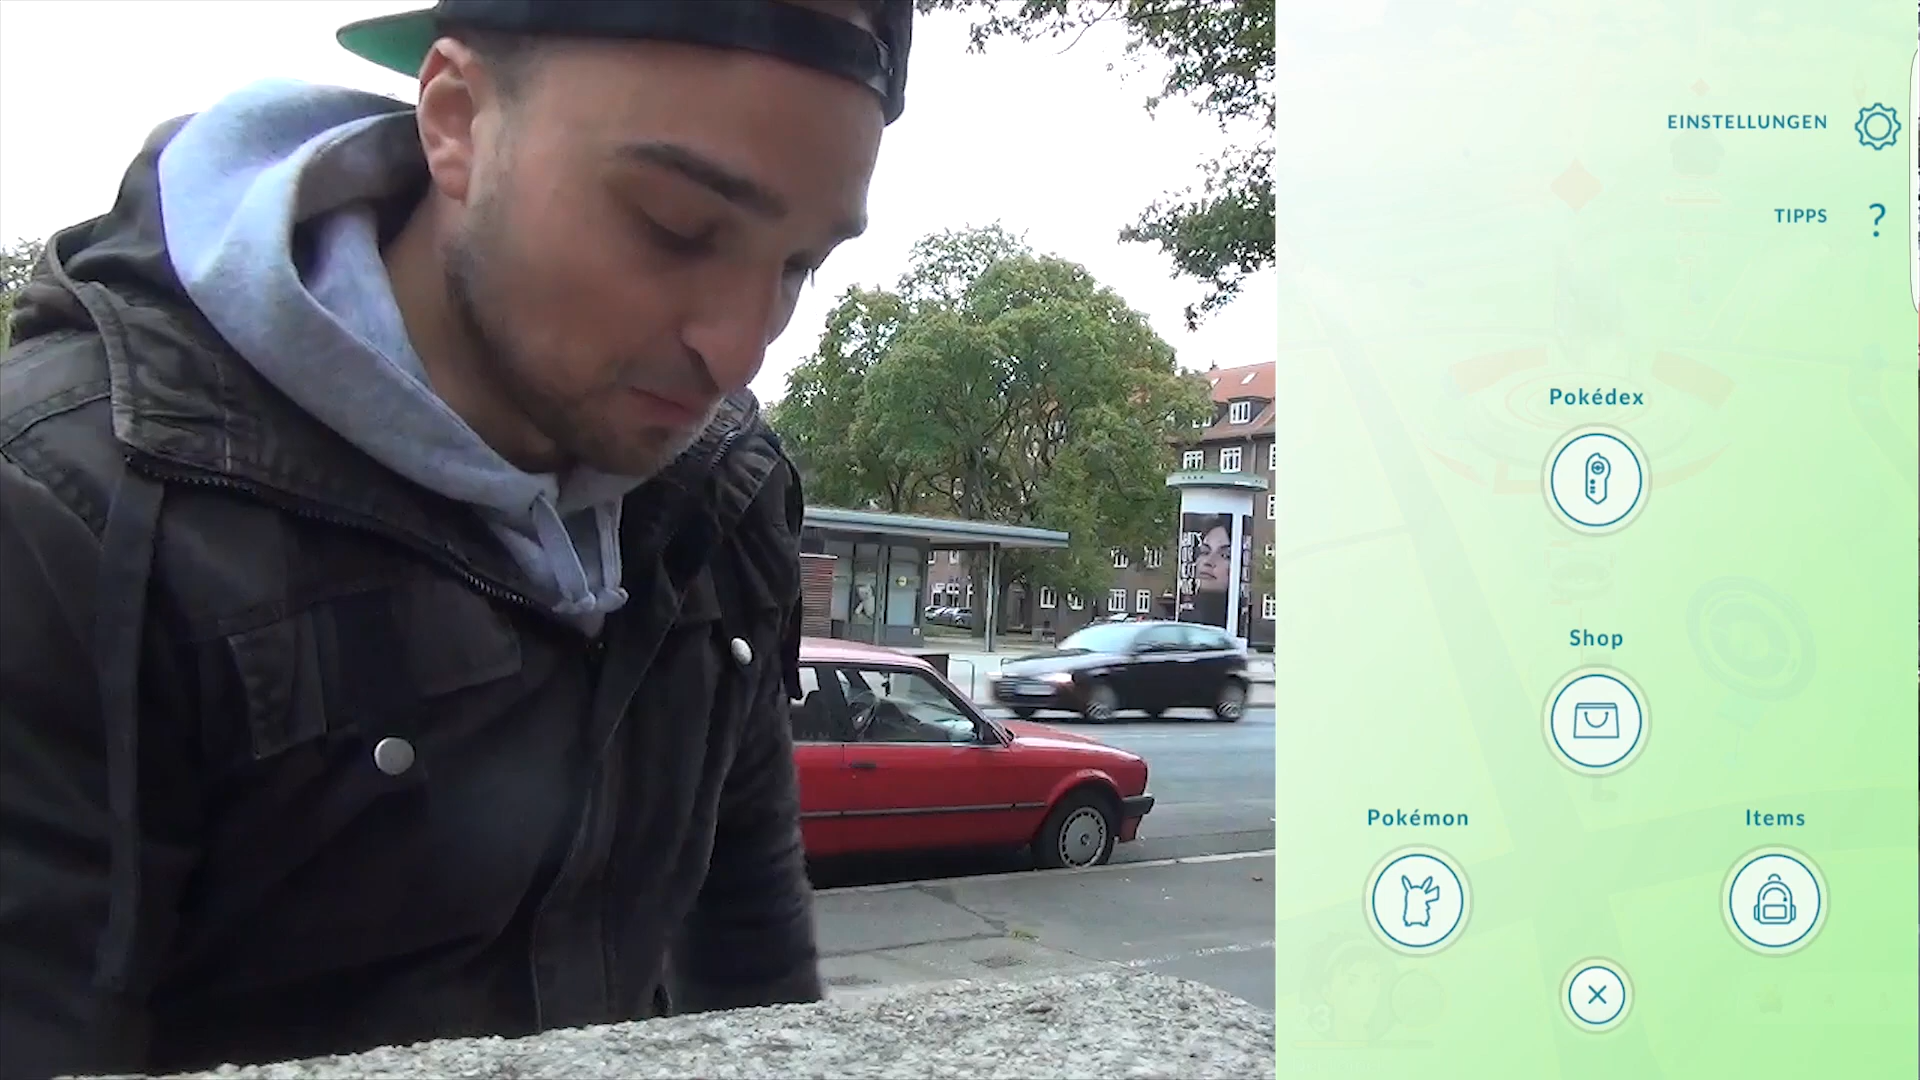 EINSTELLUNGEN
TIPPS
?
Pokédex
Shop
Pokémon
Items